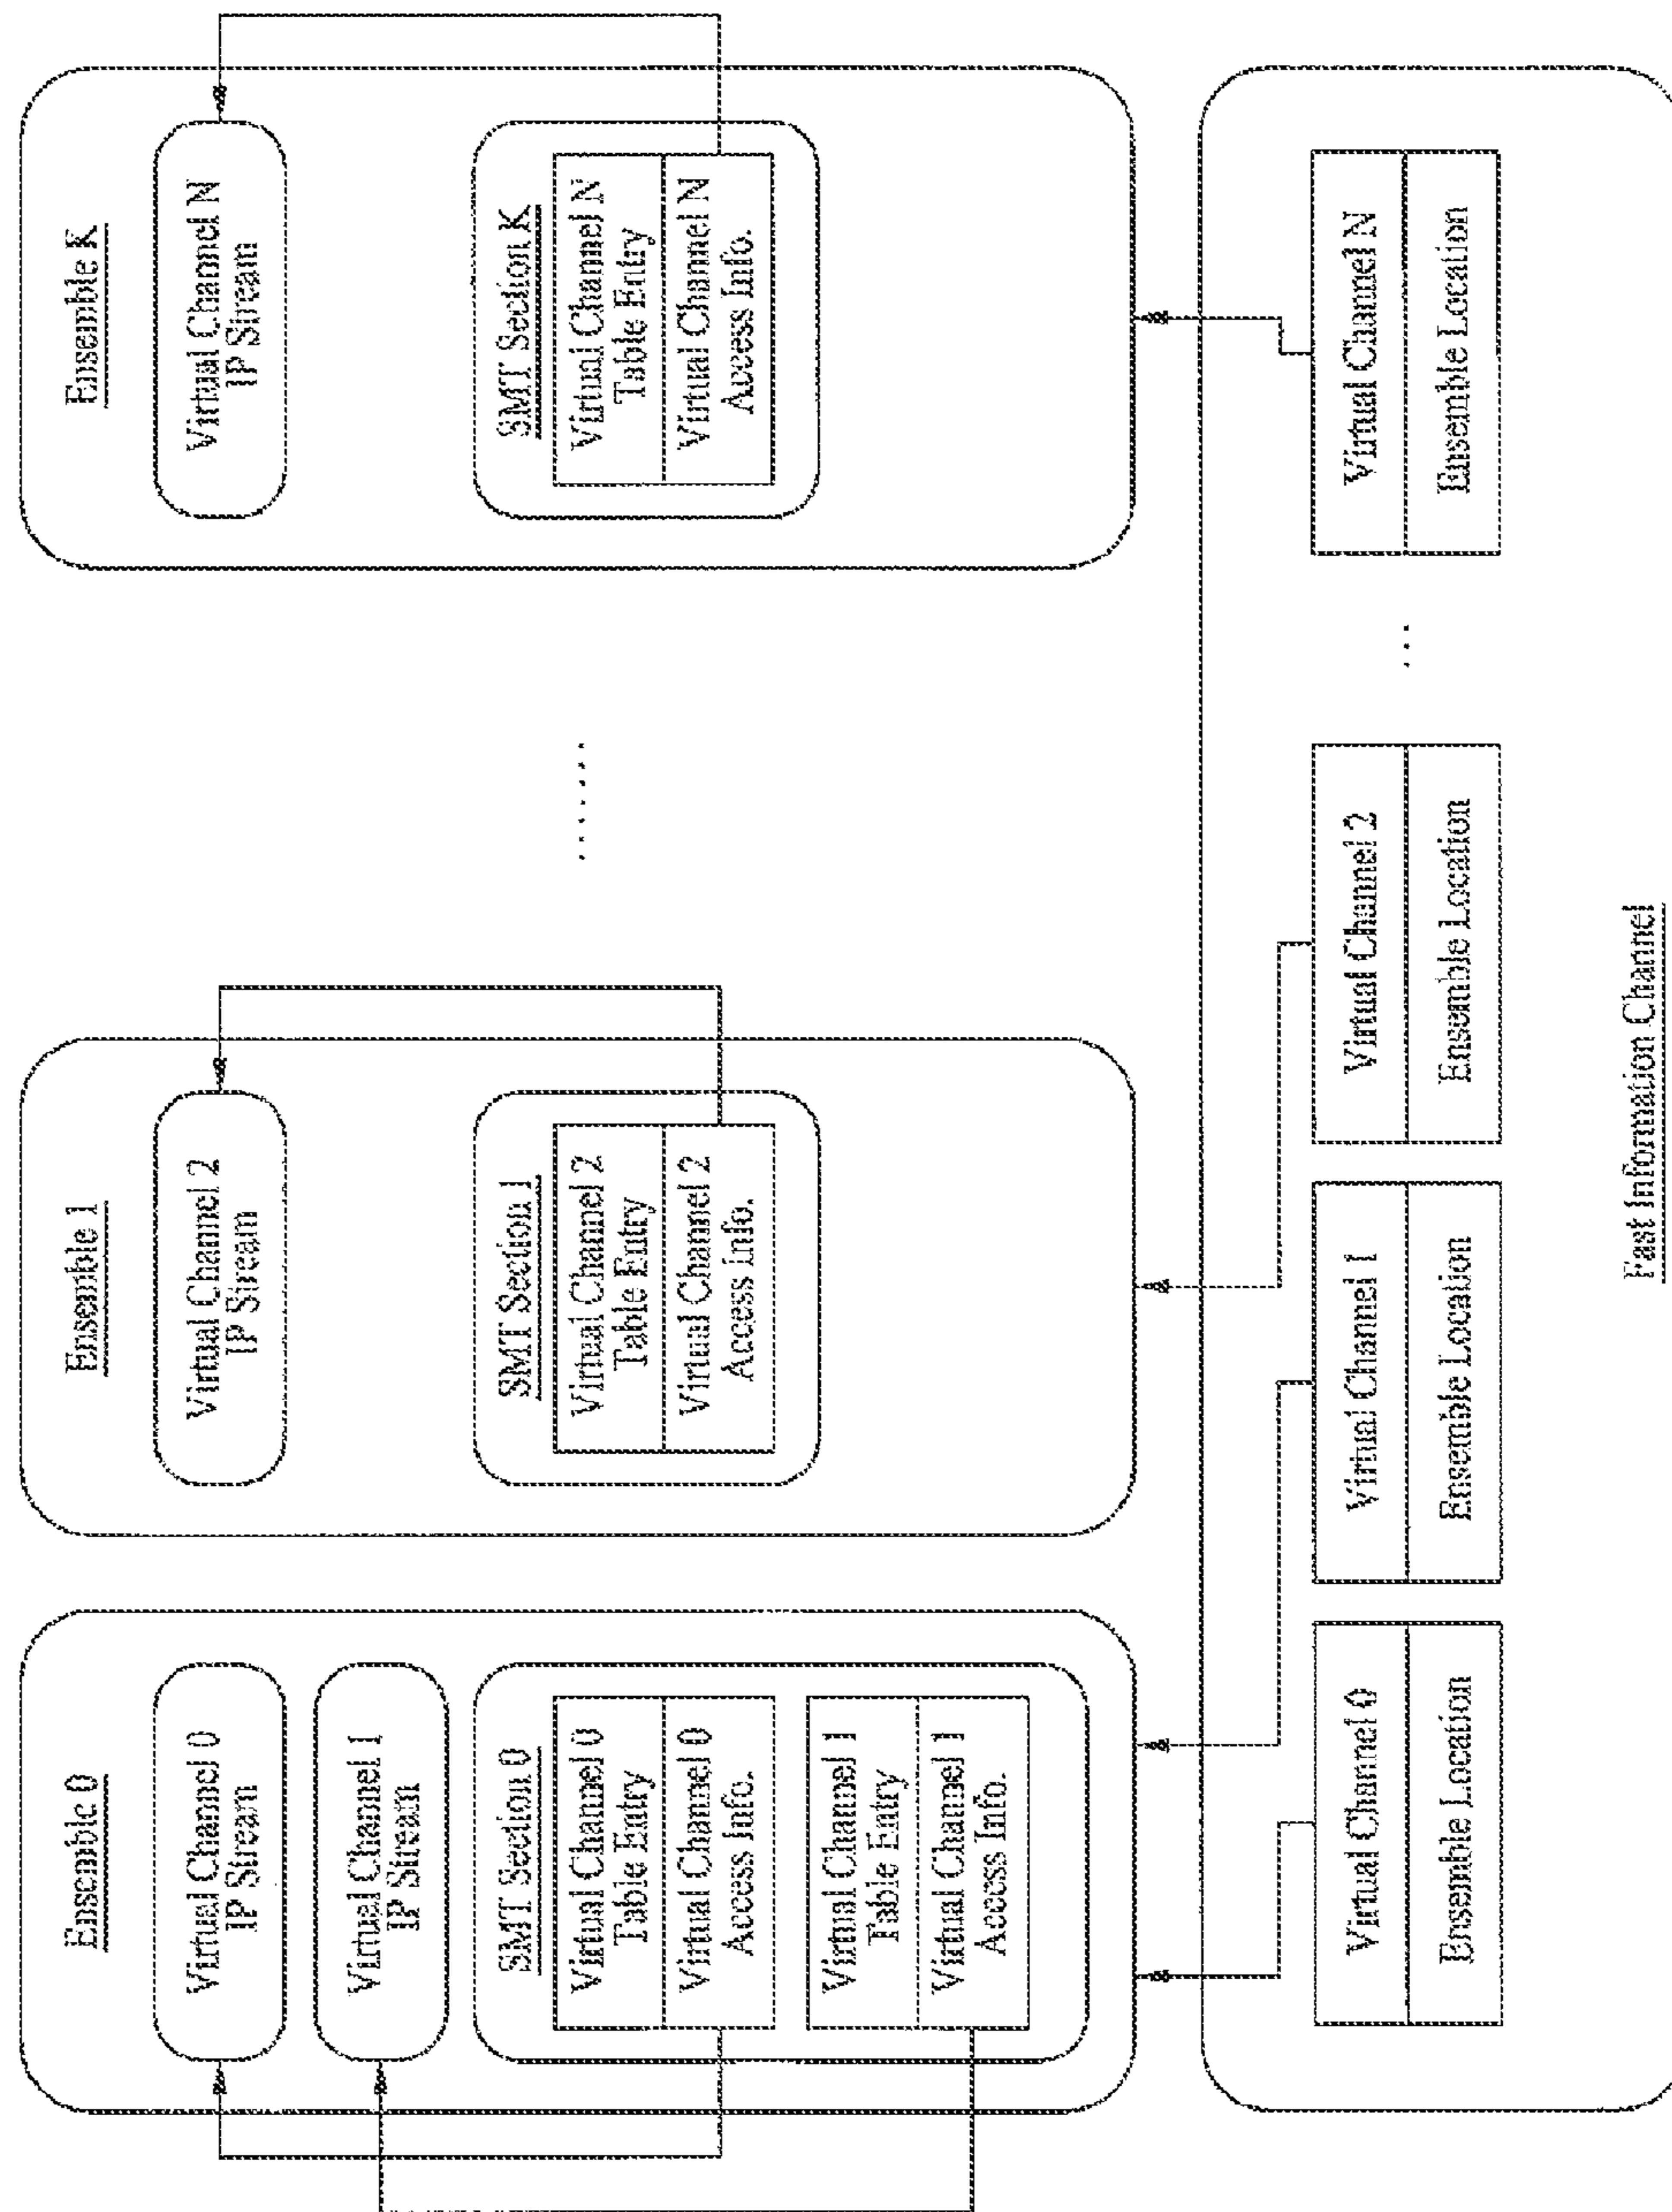 Ensemble 0
Virtual Channel 0
IP Stream
Virtual Channel 1
IP Stream
SMT Section 0
Virtual Channel 0
Table Entry
Virtual Channel 0
Access Info.
Virtual Channel 1
Table Entry
Virtual Channel 1
Access Info.
Ensemble 1
Virtual Channel 2
IP Stream
SMT Section 1
Virtual Channel 2
Table Entry
Virtual Channel 2
Access Info.
........
Ensemble K
Virtual Channel N
IP Stream
SMT Section K
Virtual Channel N
Table Entry
Virtual Channel N
Access Info.
Virtual Channel 0
Ensemble Location
Virtual Channel 1
Ensemble Location
Virtual Channel 2
Ensemble Location
...
Virtual Channel N
Ensemble Location
Fast Information Channel